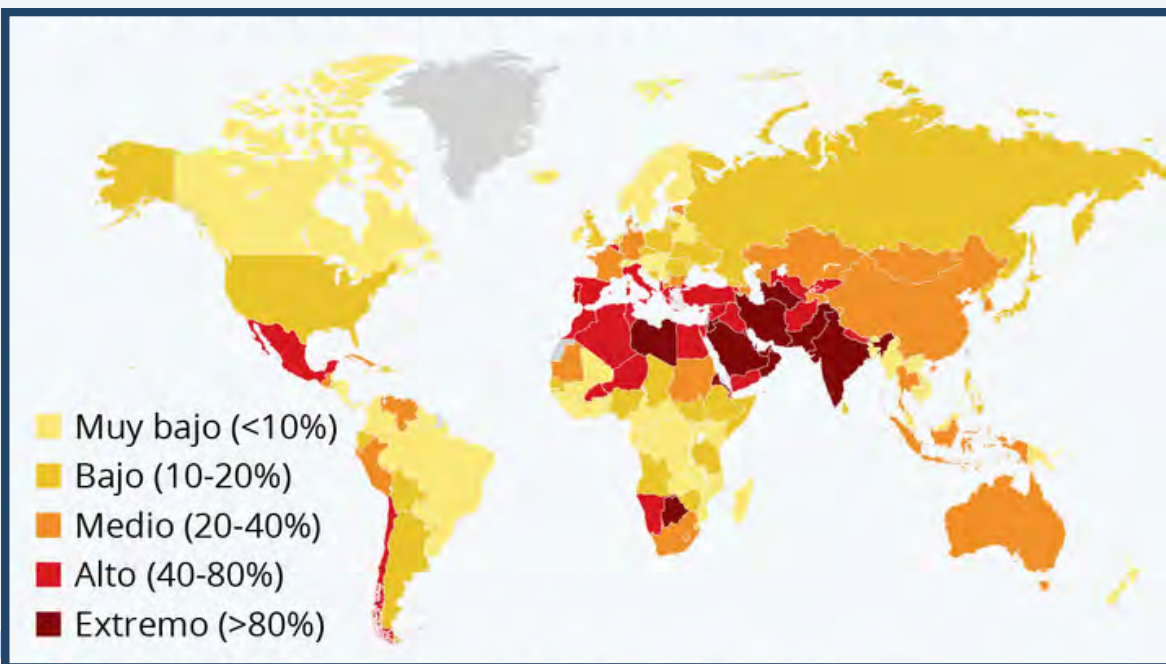 Muy bajo (<10%)
Bajo (10-20%)
Medio (20-40%)
Alto (40-80%)
Extremo (>80%)